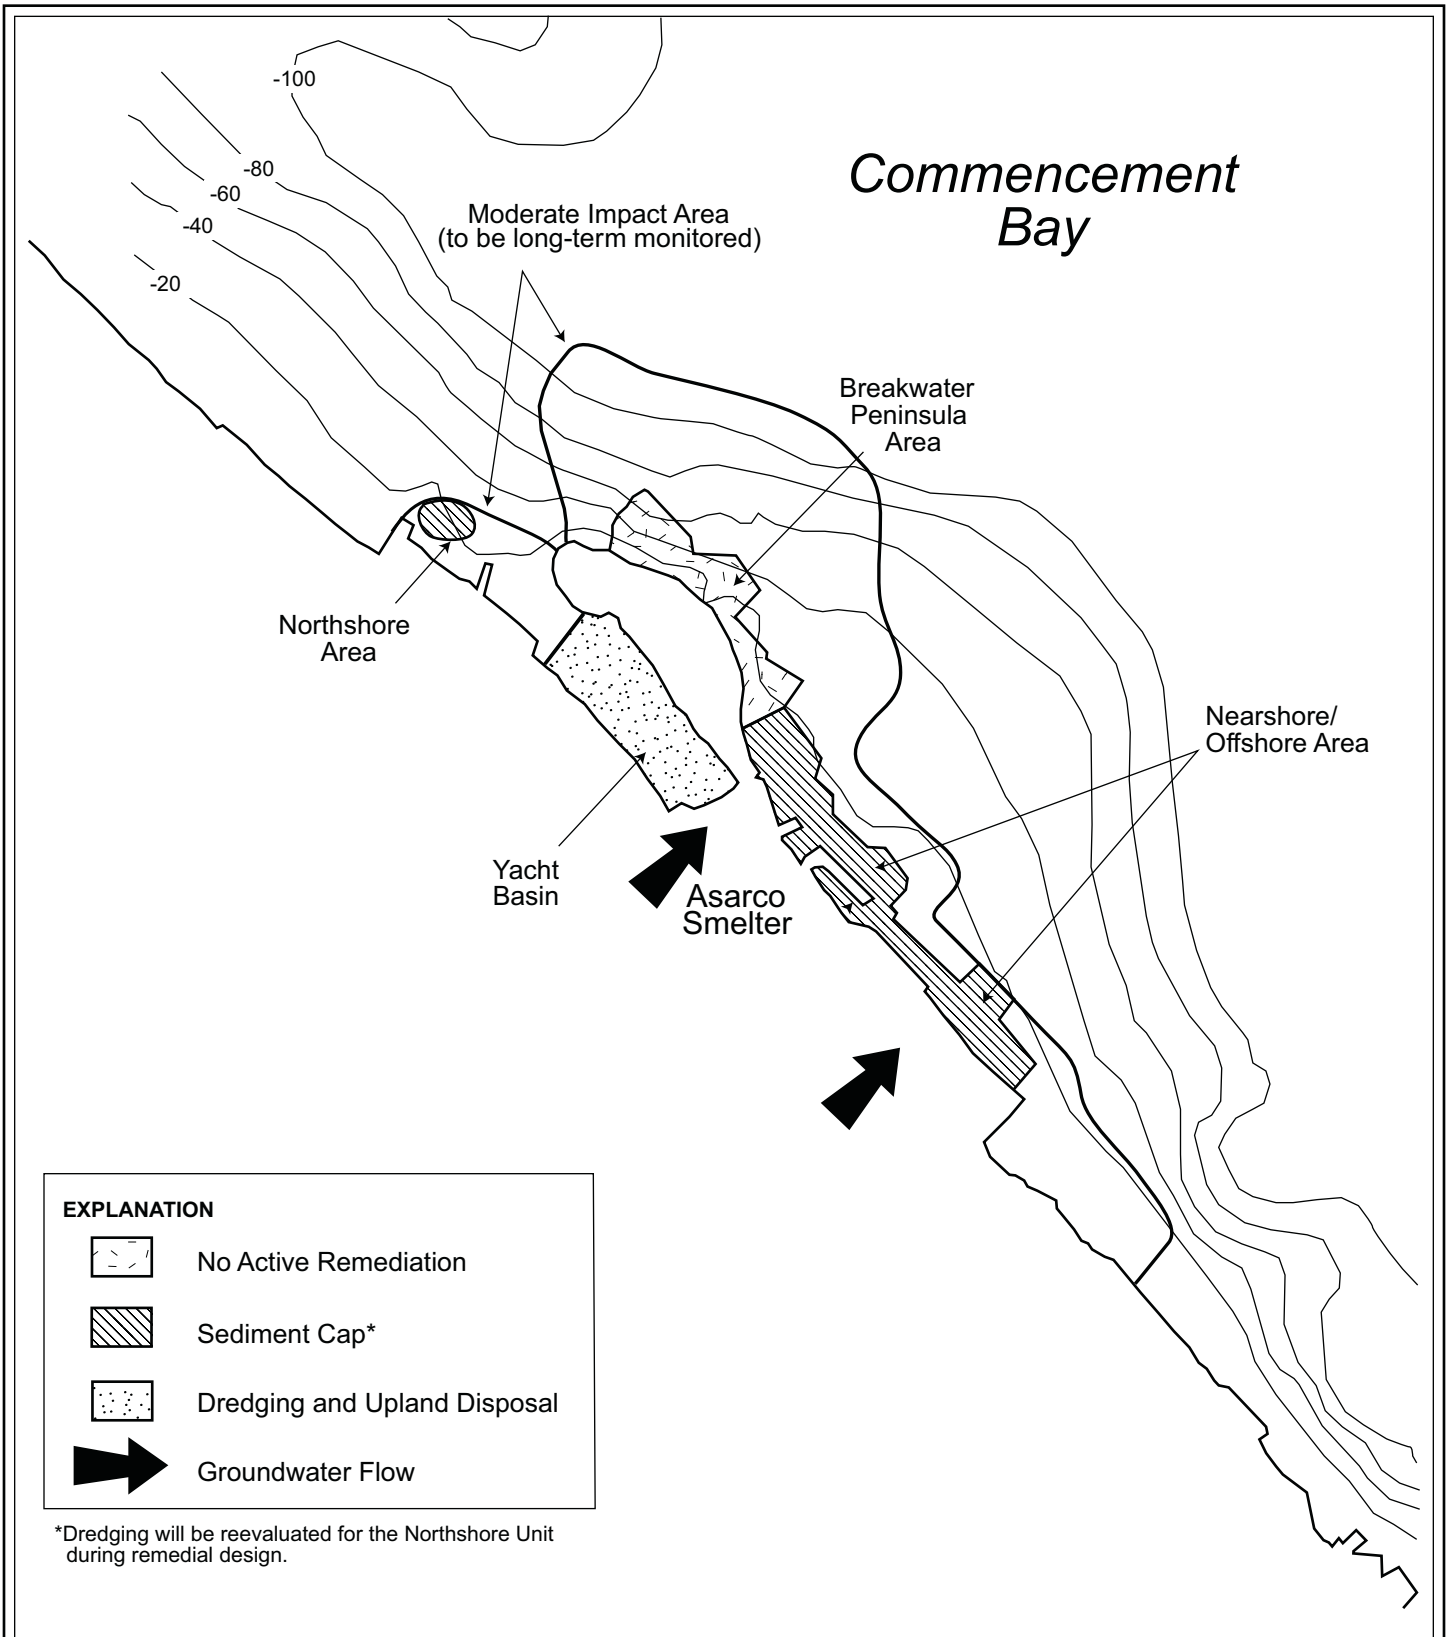 -100
Commencement
Bay
-80
-60
-40
-20
Moderate Impact Area
(to be long-term monitored)
Breakwater
Peninsula
Area
Northshore
Area
Nearshore/
Offshore Area
Yacht
Basin
Asarco
Smelter
EXPLANATION
No Active Remediation
Sediment Cap*
Dredging and Upland Disposal
Groundwater Flow
*Dredging will be reevaluated for the Northshore Unit
during remedial design.